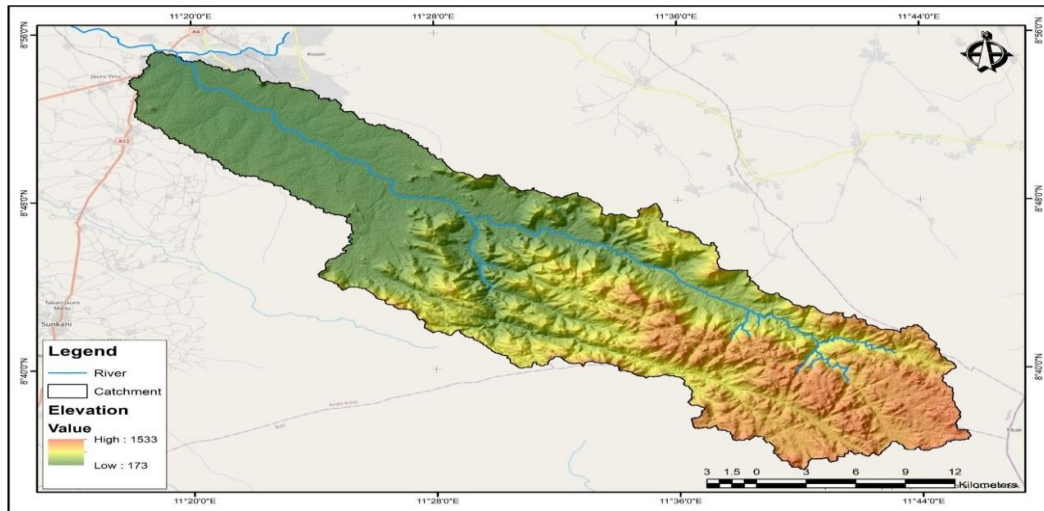 11°20'0"E
11°28'0"E
11°36'0"E
11°44'0"E
8°56'0"N
8°56'0"N
A4
Jauro Yinu
A12
8°48'0"N
8°48'0"N
Sunkani
8°40'0"N
8°40'0"N
Legend
River
Catchment
Elevation
Value
High : 1533
Low : 173
3 1.5 0 3 6 9 12
Kilometers
11°20'0"E
11°28'0"E
11°36'0"E
11°44'0"E